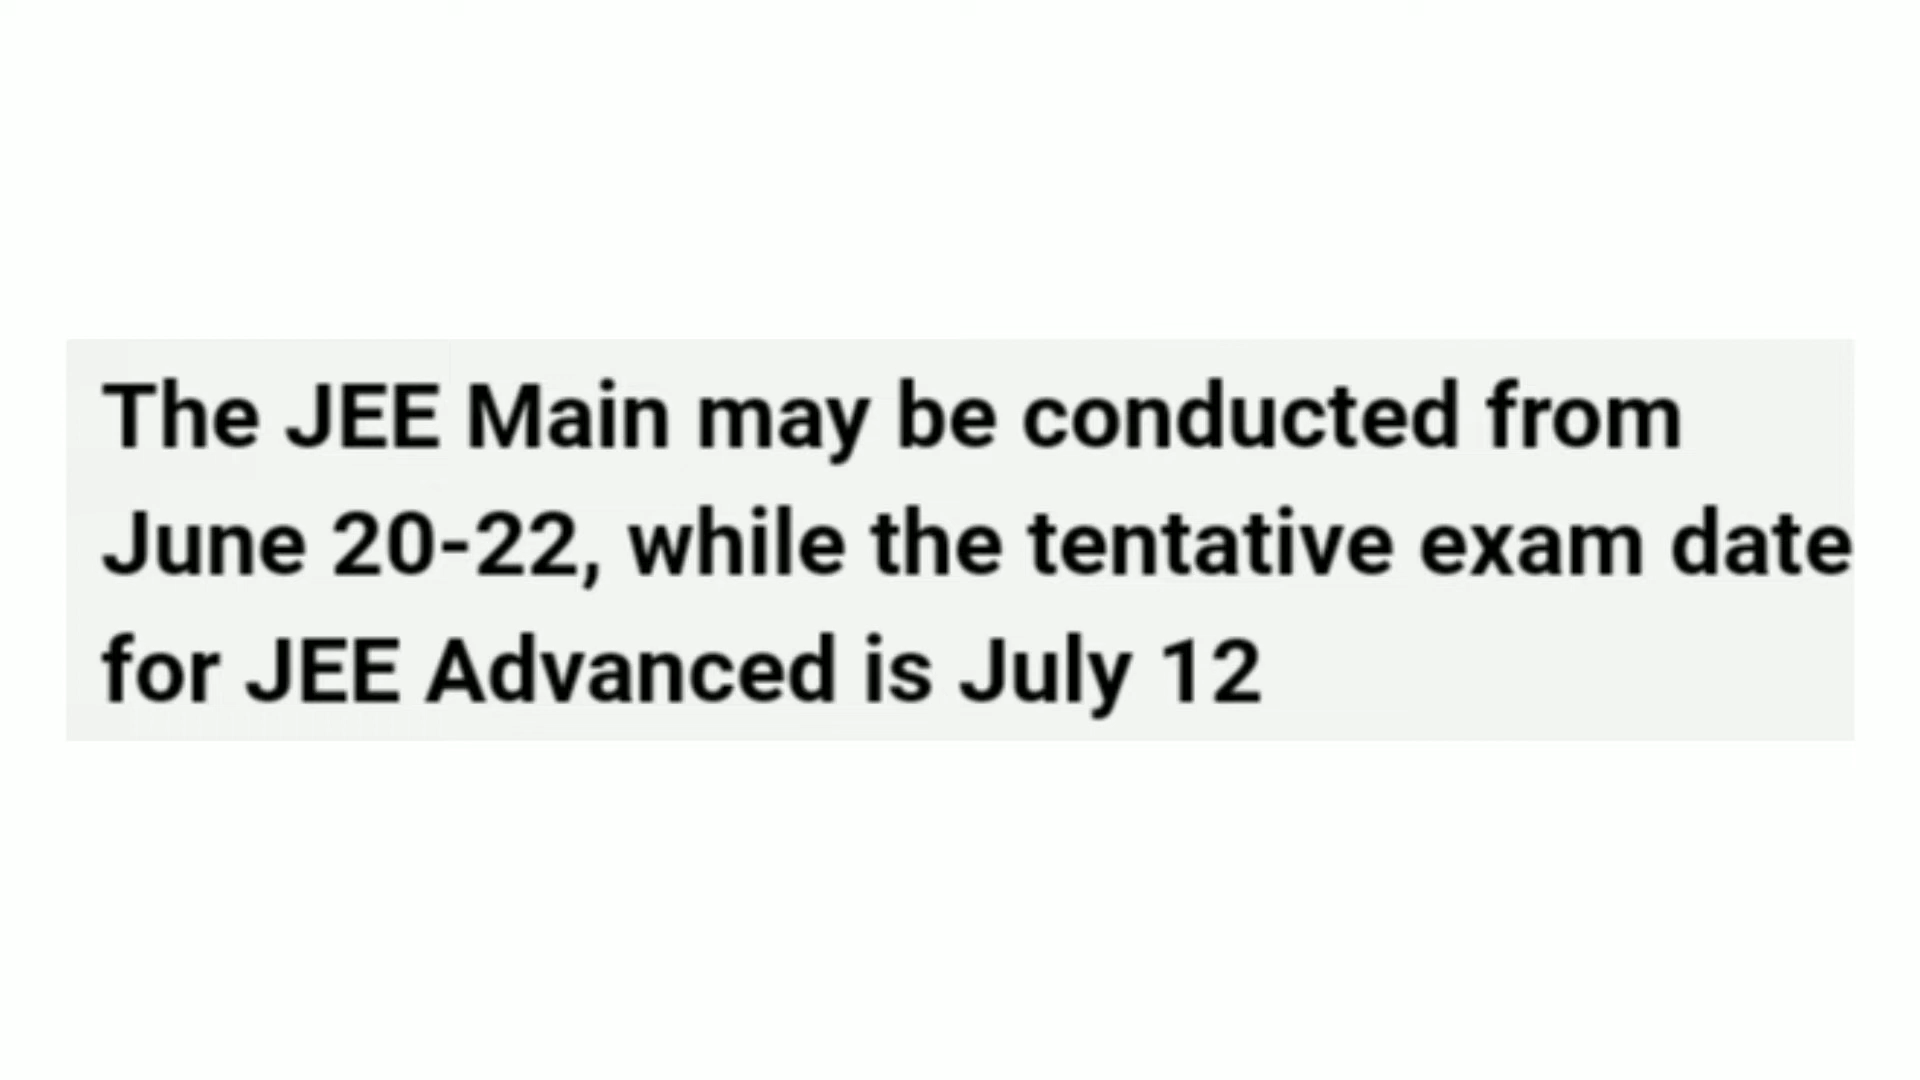 The JEE Main may be conducted from
June 20-22, while the tentative exam date
for JEE Advanced is July 12